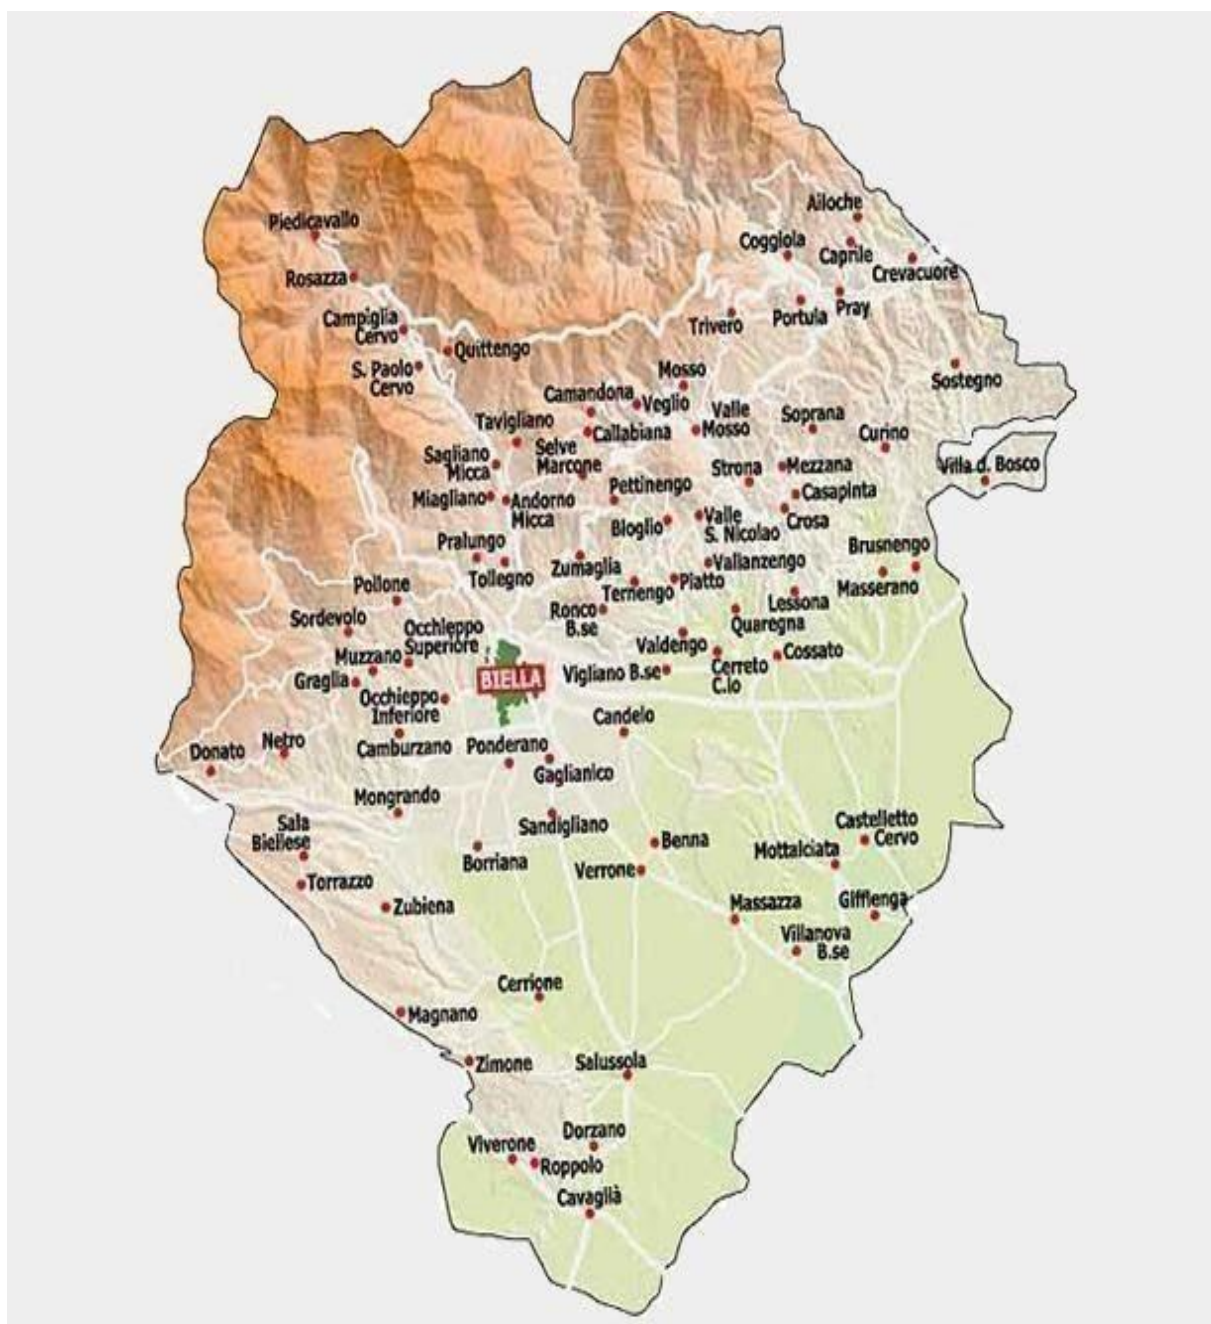 Ailoche
Piedicavallo
Coggiola
Caprile
Crevacuore
Rosazza
Campiglia
Cervo
Portula
Pray
Trivero
Quittengo
S. Paolo
Cervo
Mosso
Sostegno
Camandona
Veglio
Valle
Mosso
Soprana
Tavigliano
Callabiana
Curino
Selve
Marcone
Sagliano
Micca
Strona
Mezzana
Villa d. Bosco
Pettinengo
Casapinta
Miagliano
Andorno
Micca
Bioglio
Valle
S. Nicolao
Crosa
Pralungo
Brusnengo
Tollegno
Zumaglia
Vallanzengo
Ternengo
Piatto
Masserano
Pollone
Lessona
Ronco
B.se
Quaregna
Sordevolo
Occhieppo
Superiore
Valdengo
Muzzano
Cossato
Cerreto
C.lo
Vigliano B.se
BIELLA
Graglia
Occhieppo
Inferiore
Candelo
Netro
Donato
Camburzano
Ponderano
Gaglianico
Mongrando
Sala
Biellese
Sandigliano
Castelletto
Cervo
Benna
Mottalciata
Borriana
Verrone
Torrazzo
Zubiena
Massazza
Gifflenga
Villanova
B.se
Cerrione
Magnano
Zimone
Salussola
Dorzano
Viverone
Roppolo
Cavaglià